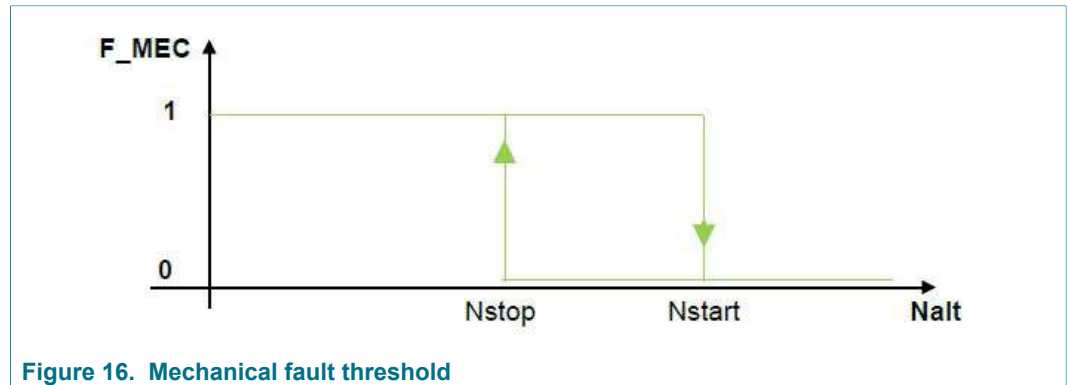 F_MEC
1
0
Nstop Nstart Nalt
Figure 16. Mechanical fault threshold